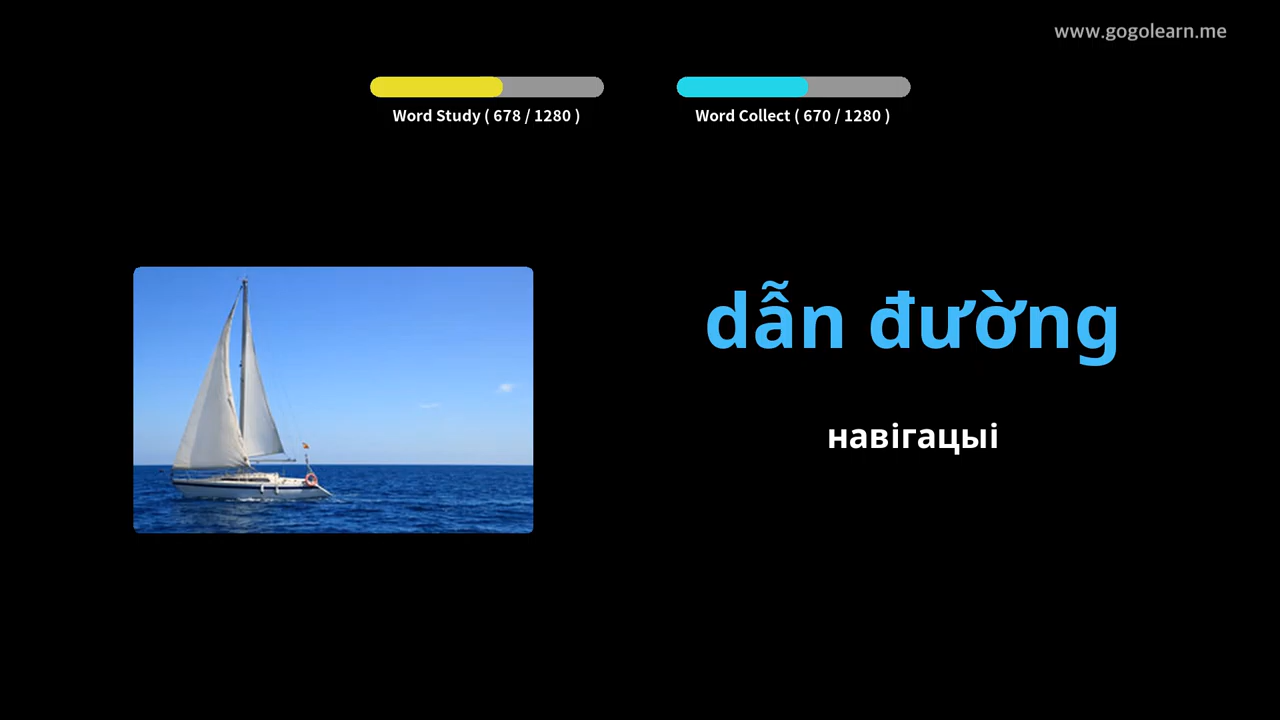 www.gogolearn.me
Word Study ( 678 / 1280 )
Word Collect ( 670 / 1280 )
dẫn đường
навігацыі